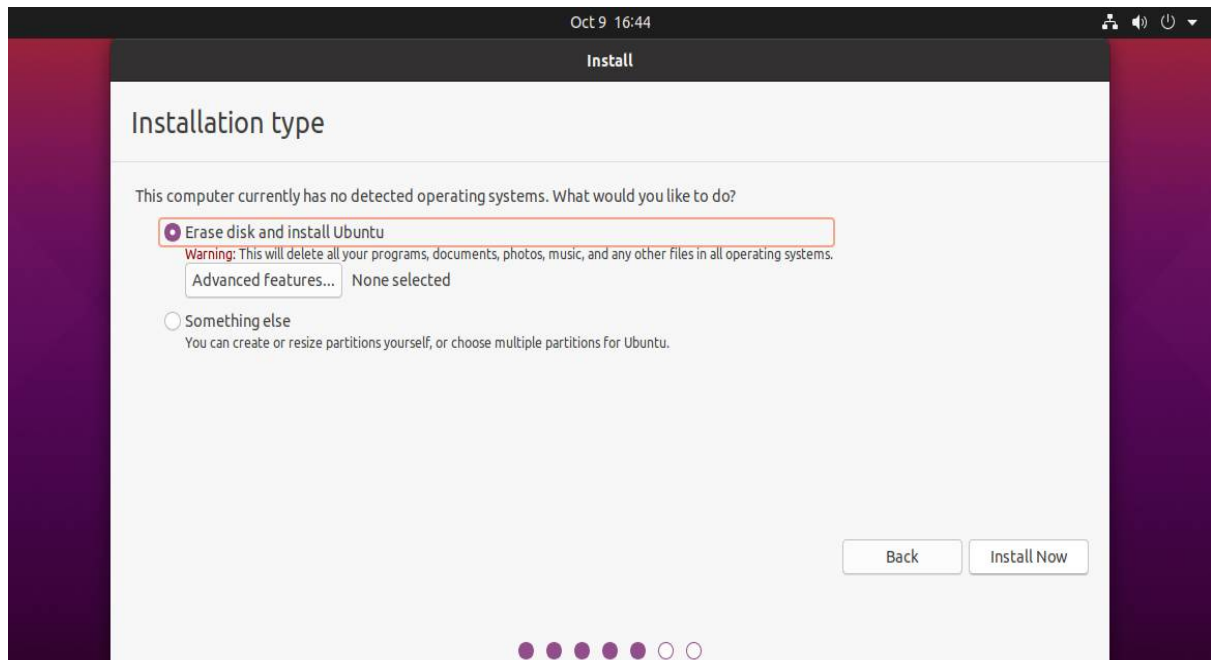 Oct 9 16:44
Install
Installation type
This computer currently has no detected operating systems. What would you like to do?
Erase disk and install Ubuntu
Warning: This will delete all your programs, documents, photos, music, and any other files in all operating systems.
Advanced features... None selected
Something else
You can create or resize partitions yourself, or choose multiple partitions for Ubuntu.
Back Install Now